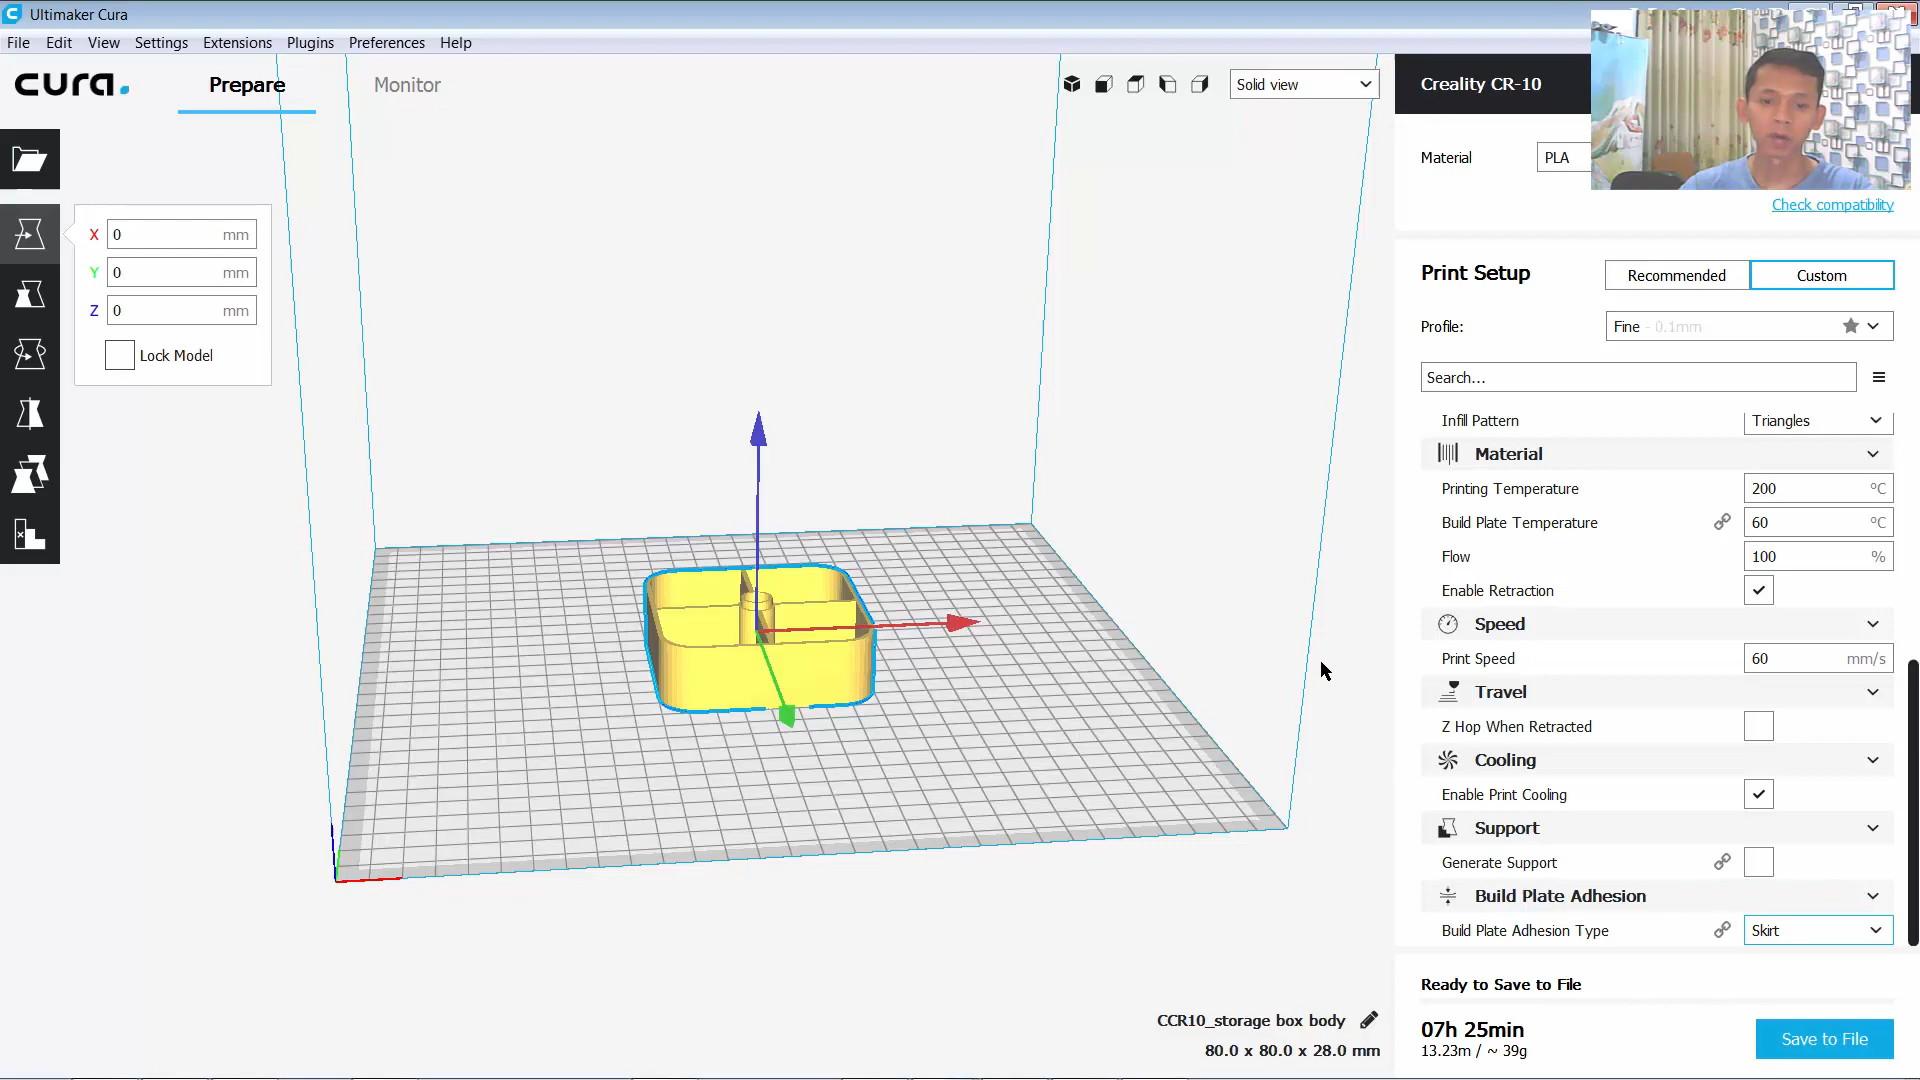 Ultimaker Cura
File Edit View Settings Extensions Plugins Preferences Help
cura.
Prepare
Monitor
Solid view
Creality CR-10
Material
PLA
Check compatibility
X 0 mm
Y 0 mm
Z 0 mm
Lock Model
Print Setup
Recommended
Custom
Profile:
Fine - 0.1mm
Search...
Infill Pattern
Triangles
Material
Printing Temperature
200 °C
Build Plate Temperature
60 °C
Flow
100 %
Enable Retraction
Speed
Print Speed
60 mm/s
Travel
Z Hop When Retracted
Cooling
Enable Print Cooling
Support
Generate Support
Build Plate Adhesion
Build Plate Adhesion Type
Skirt
Ready to Save to File
07h 25min
13.23m / ~ 39g
Save to File
CCR10_storage box body
80.0 x 80.0 x 28.0 mm